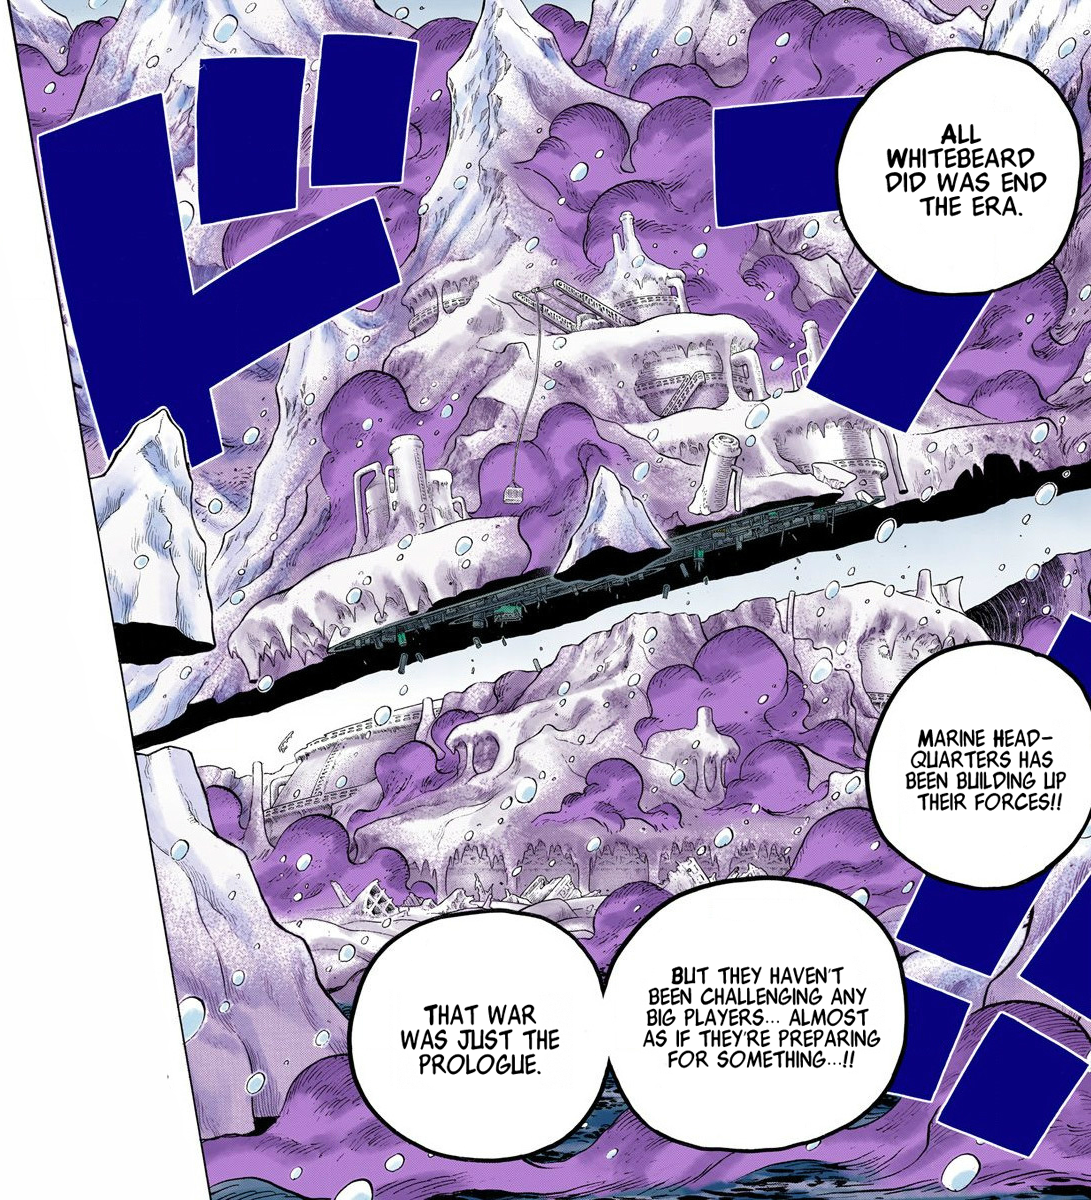 ALL
WHITEBEARD
DID WAS END
THE ERA.
MARINE HEAD-
QUARTERS HAS
BEEN BUILDING UP
THEIR FORCES!!
BUT THEY HAVEN'T
BEEN CHALLENGING ANY
BIG PLAYERS... ALMOST
AS IF THEY'RE PREPARING
FOR SOMETHING...!!
THAT WAR
WAS JUST THE
PROLOGUE.
ドン!!